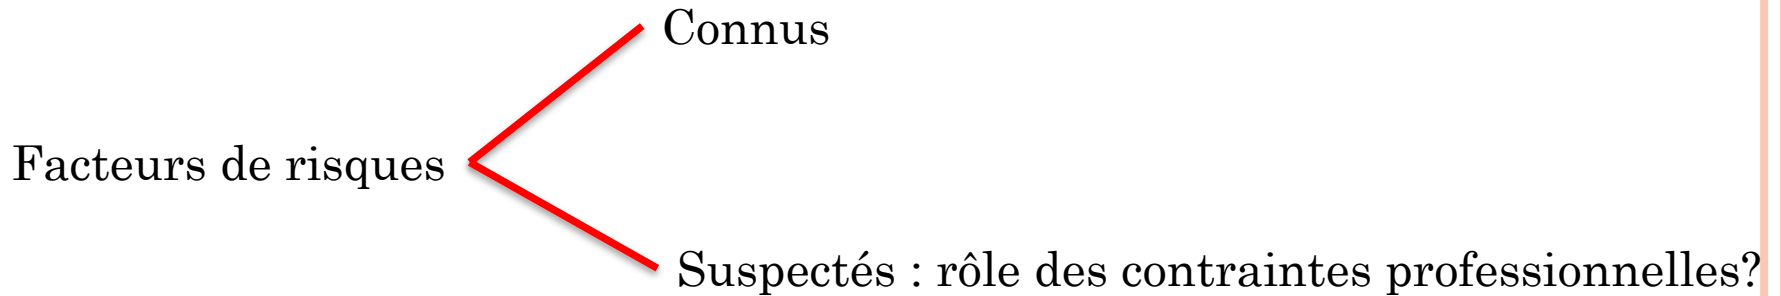 Connus
Facteurs de risques
Suspectés : rôle des contraintes professionnelles?